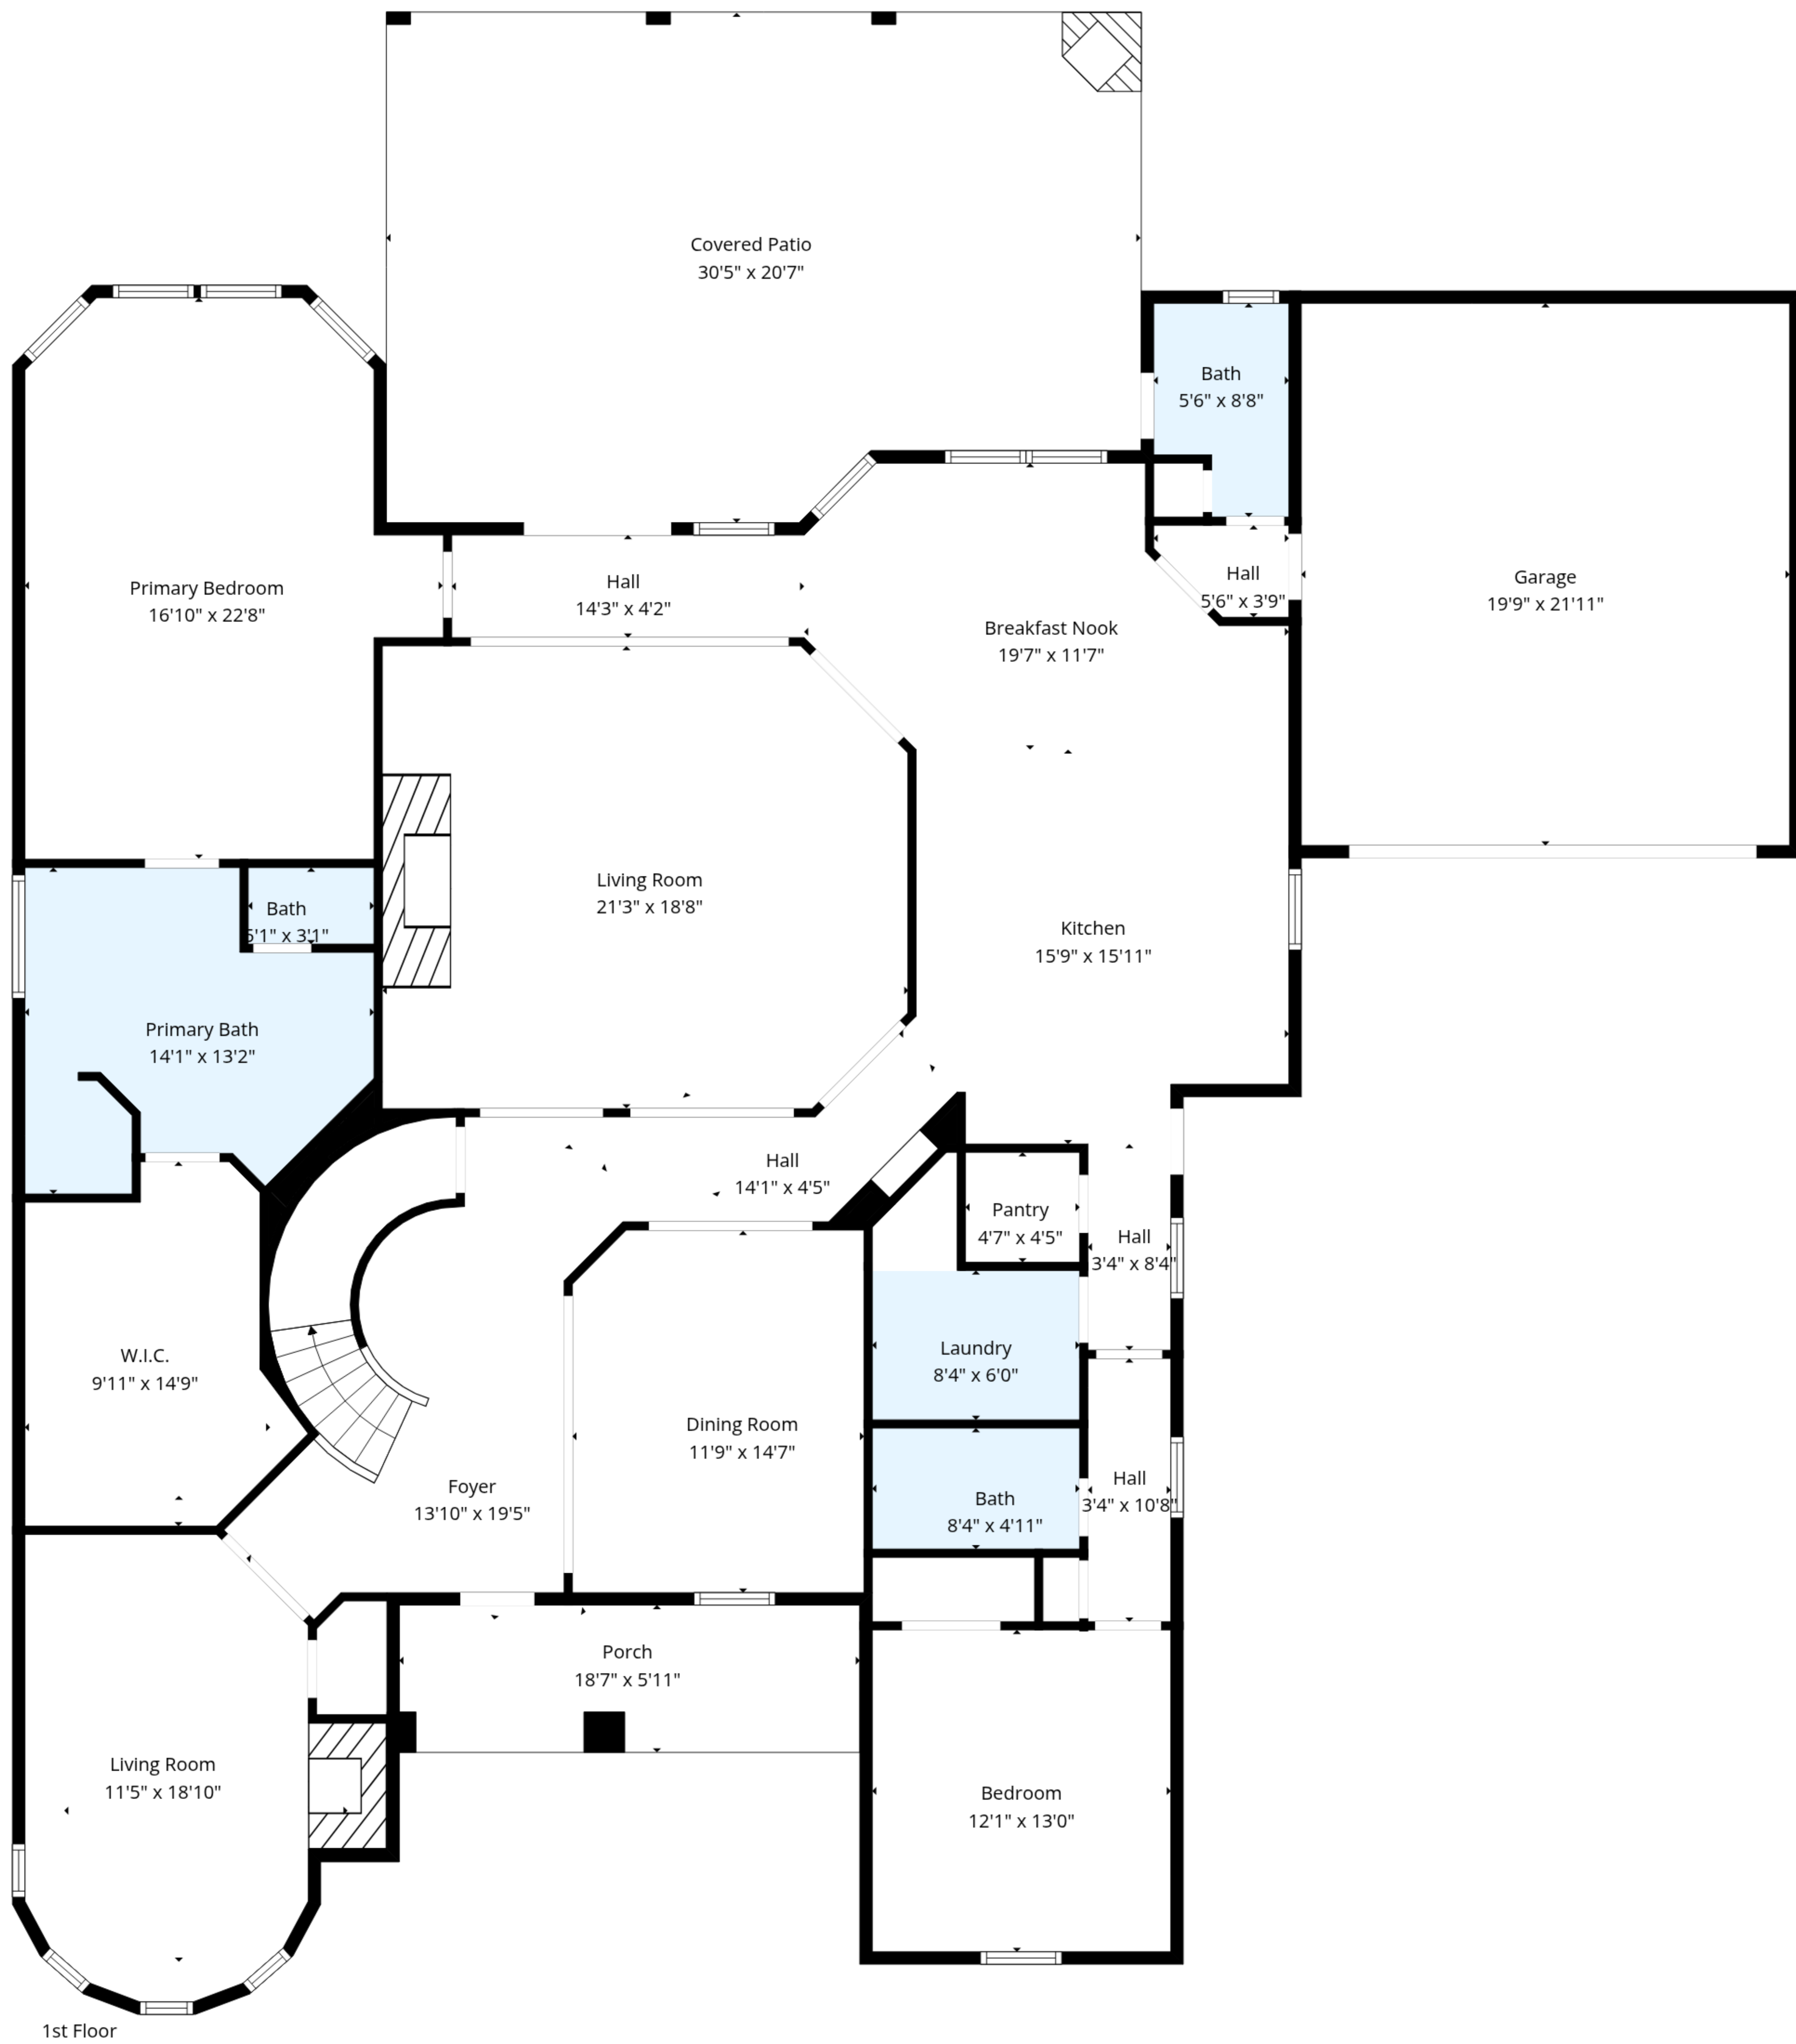 Covered Patio
30'5" x 20'7"
Bath
5'6" x 8'8"
Primary Bedroom
16'10" x 22'8"
Hall
14'3" x 4'2"
Hall
5'6" x 3'9"
Garage
19'9" x 21'11"
Breakfast Nook
19'7" x 11'7"
Living Room
21'3" x 18'8"
Bath
5'1" x 3'1"
Kitchen
15'9" x 15'11"
Primary Bath
14'1" x 13'2"
Hall
14'1" x 4'5"
Pantry
4'7" x 4'5"
Hall
3'4" x 8'4"
W.I.C.
9'11" x 14'9"
Laundry
8'4" x 6'0"
Dining Room
11'9" x 14'7"
Foyer
13'10" x 19'5"
Bath
8'4" x 4'11"
Hall
3'4" x 10'8"
Porch
18'7" x 5'11"
Living Room
11'5" x 18'10"
Bedroom
12'1" x 13'0"
1st Floor